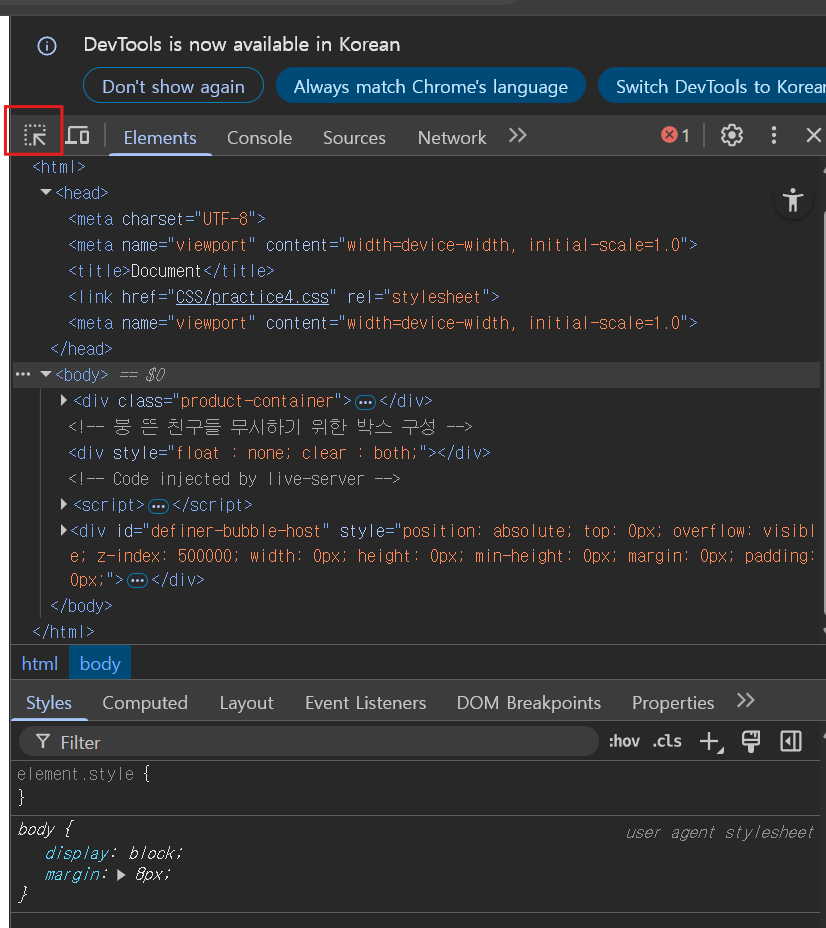 DevTools is now available in Korean
Don't show again Always match Chrome's language Switch DevTools to Korean
Elements Console Sources Network 1
<html>
<head>
<meta charset="UTF-8">
<meta name="viewport" content="width=device-width, initial-scale=1.0">
<title>Document</title>
<link href="CSS/practice4.css" rel="stylesheet">
<meta name="viewport" content="width=device-width, initial-scale=1.0">
</head>
<body> == $0
<div class="product-container">…</div>
<!-- 붕 뜬 친구들 무시하기 위한 박스 구성 -->
<div style="float : none; clear : both;"></div>
<!-- Code injected by live-server -->
<script>…</script>
<div id="definer-bubble-host" style="position: absolute; top: 0px; overflow: visibl
e; z-index: 500000; width: 0px; height: 0px; min-height: 0px; margin: 0px; padding:
0px;">…</div>
</body>
</html>
html body
Styles Computed Layout Event Listeners DOM Breakpoints Properties
Filter :hov .cls
element.style {
}
body { user agent stylesheet
display: block;
margin: 8px;
}